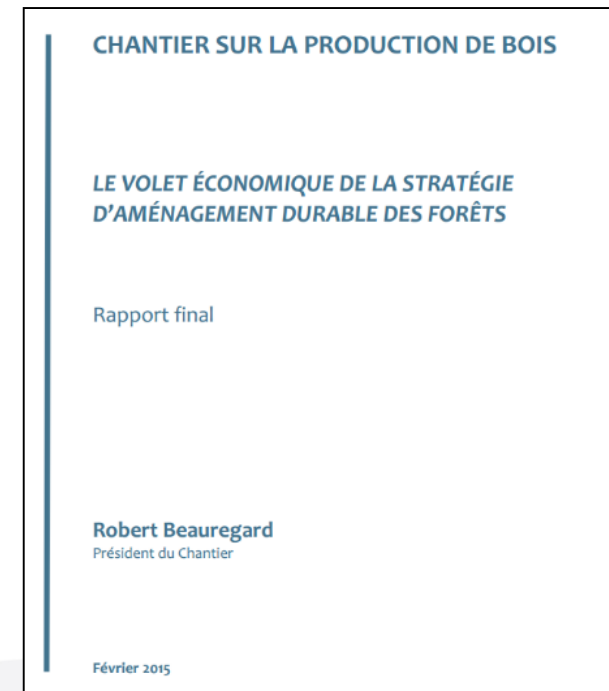 CHANTIER SUR LA PRODUCTION DE BOIS
LE VOLET ÉCONOMIQUE DE LA STRATÉGIE
D'AMÉNAGEMENT DURABLE DES FORÊTS
Rapport final
Robert Beauregard
Président du Chantier
Février 2015